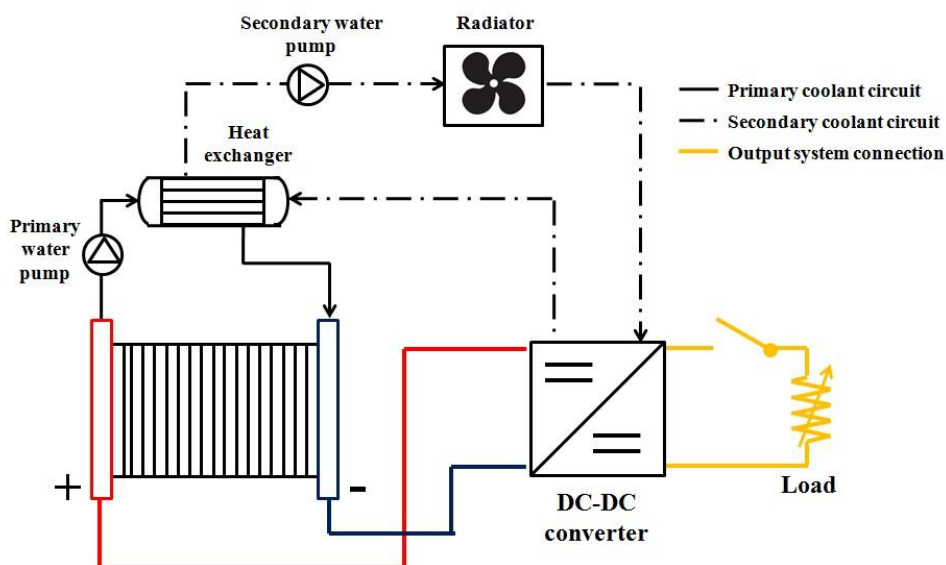 Secondary water
pump
Radiator
Primary coolant circuit
Secondary coolant circuit
Output system connection
Heat
exchanger
Primary
water
pump
+
-
DC-DC
converter
Load